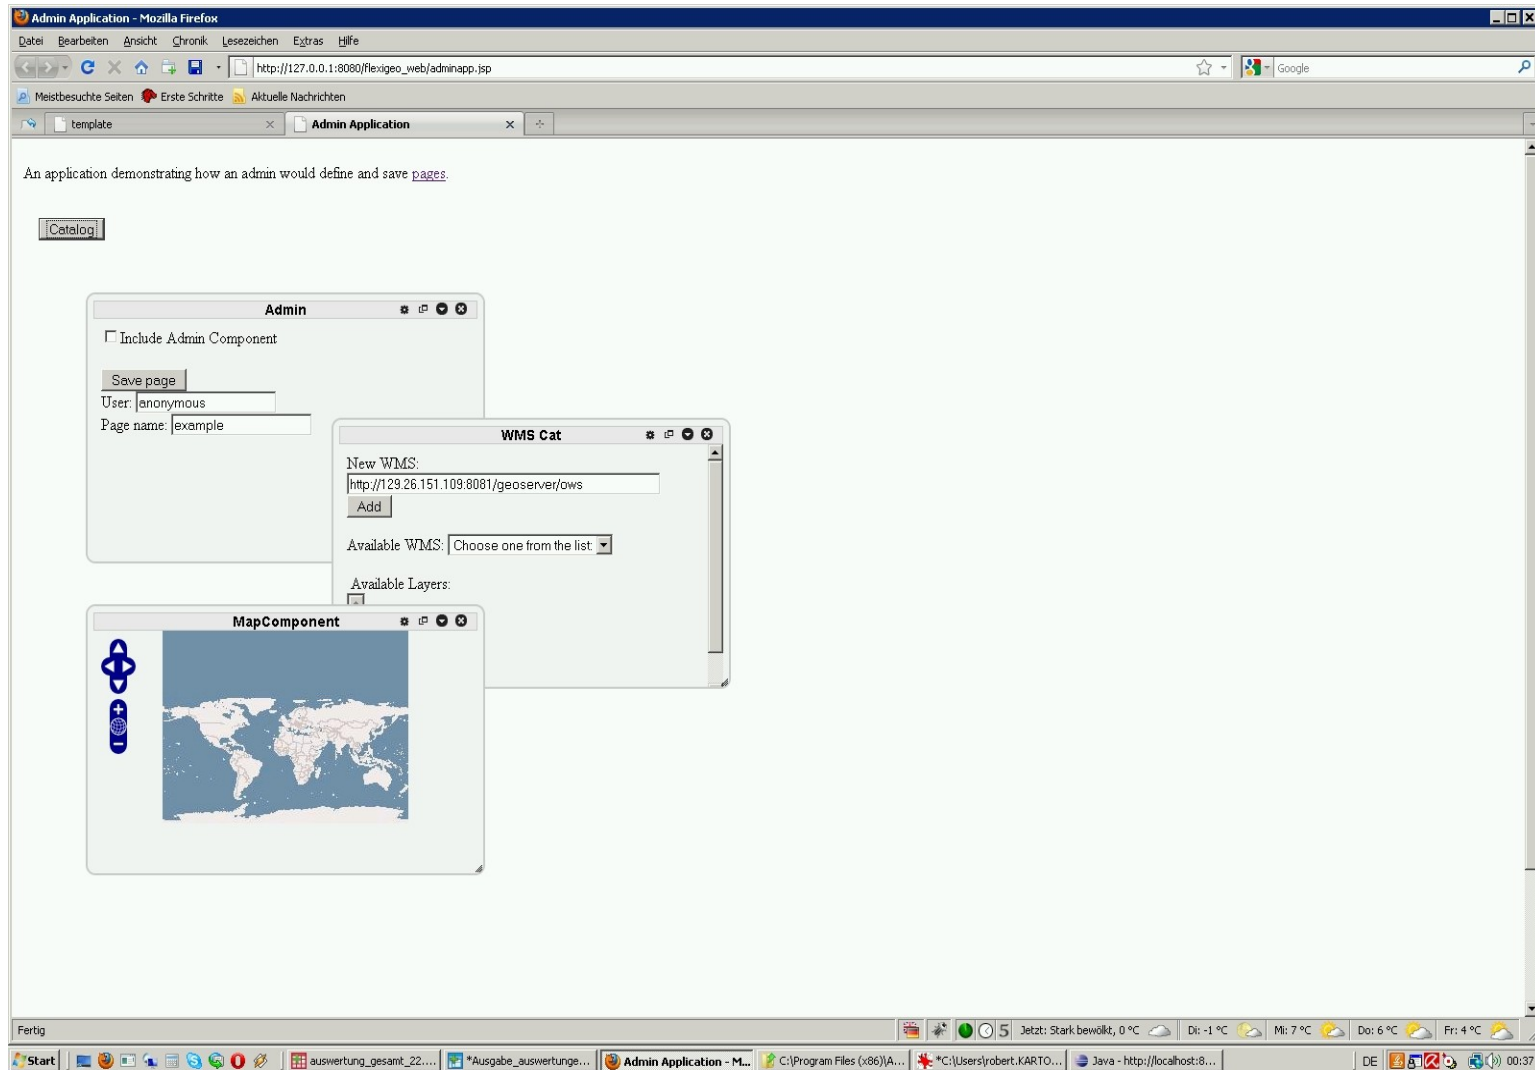 Admin Application - Mozilla Firefox
Datei Bearbeiten Ansicht Chronik Lesezeichen Extras Hilfe
http://127.0.0.1:8080/flexigeo_web/adminapp.jsp
Google
Meistbesuchte Seiten Erste Schritte Aktuelle Nachrichten
template Admin Application
An application demonstrating how an admin would define and save pages.
Catalog
Admin
Include Admin Component
Save page
User: anonymous
Page name: example
WMS Cat
New WMS:
http://129.26.151.109:8081/geoserver/ows
Add
Available WMS: Choose one from the list:
Available Layers:
MapComponent
Fertig
5 Jetzt: Stark bewölkt, 0 °C Di: -1 °C Mi: 7 °C Do: 6 °C Fr: 4 °C
Start auswertung_gesamt_22.... *Ausgabe_auswertunge... Admin Application - M... C:\Program Files (x86)\A... *C:\Users\robert.KARTO... Java - http://localhost:8... DE 00:37